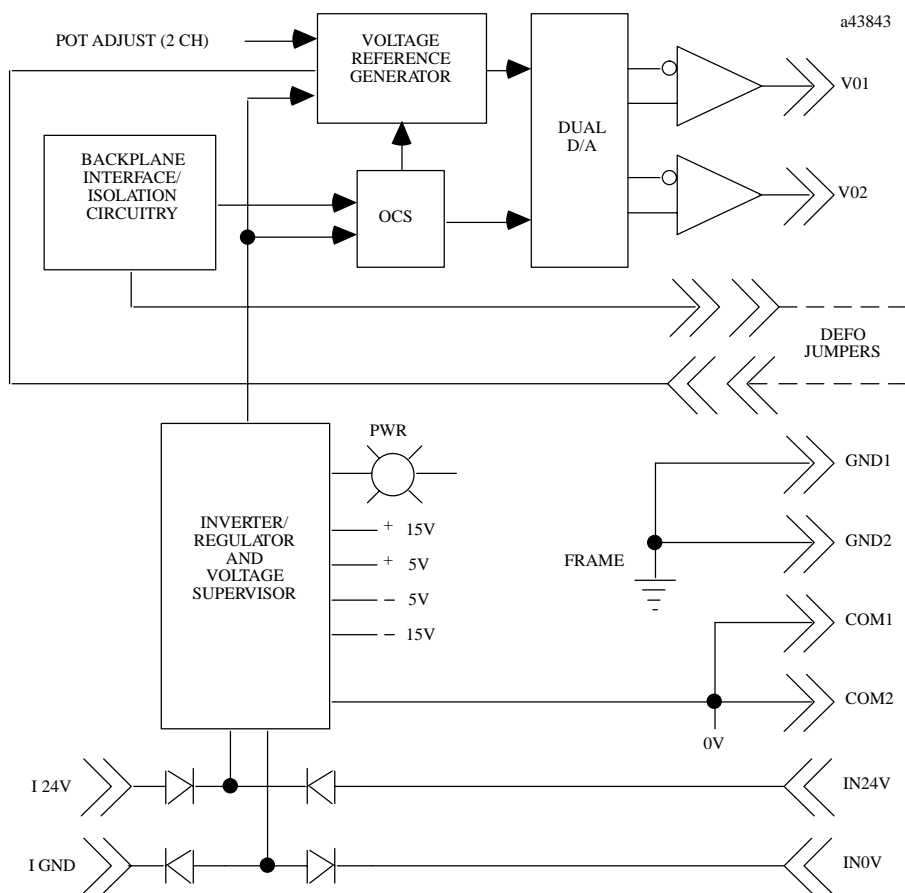 a43843
POT ADJUST (2 CH)
VOLTAGE
REFERENCE
GENERATOR
V01
DUAL
D/A
BACKPLANE
INTERFACE/
ISOLATION
CIRCUITRY
OCS
V02
DEFO
JUMPERS
PWR
GND1
INVERTER/
REGULATOR
AND
VOLTAGE
SUPERVISOR
+ 15V
+ 5V
− 5V
− 15V
GND2
FRAME
COM1
COM2
0V
I 24V
IN24V
I GND
IN0V